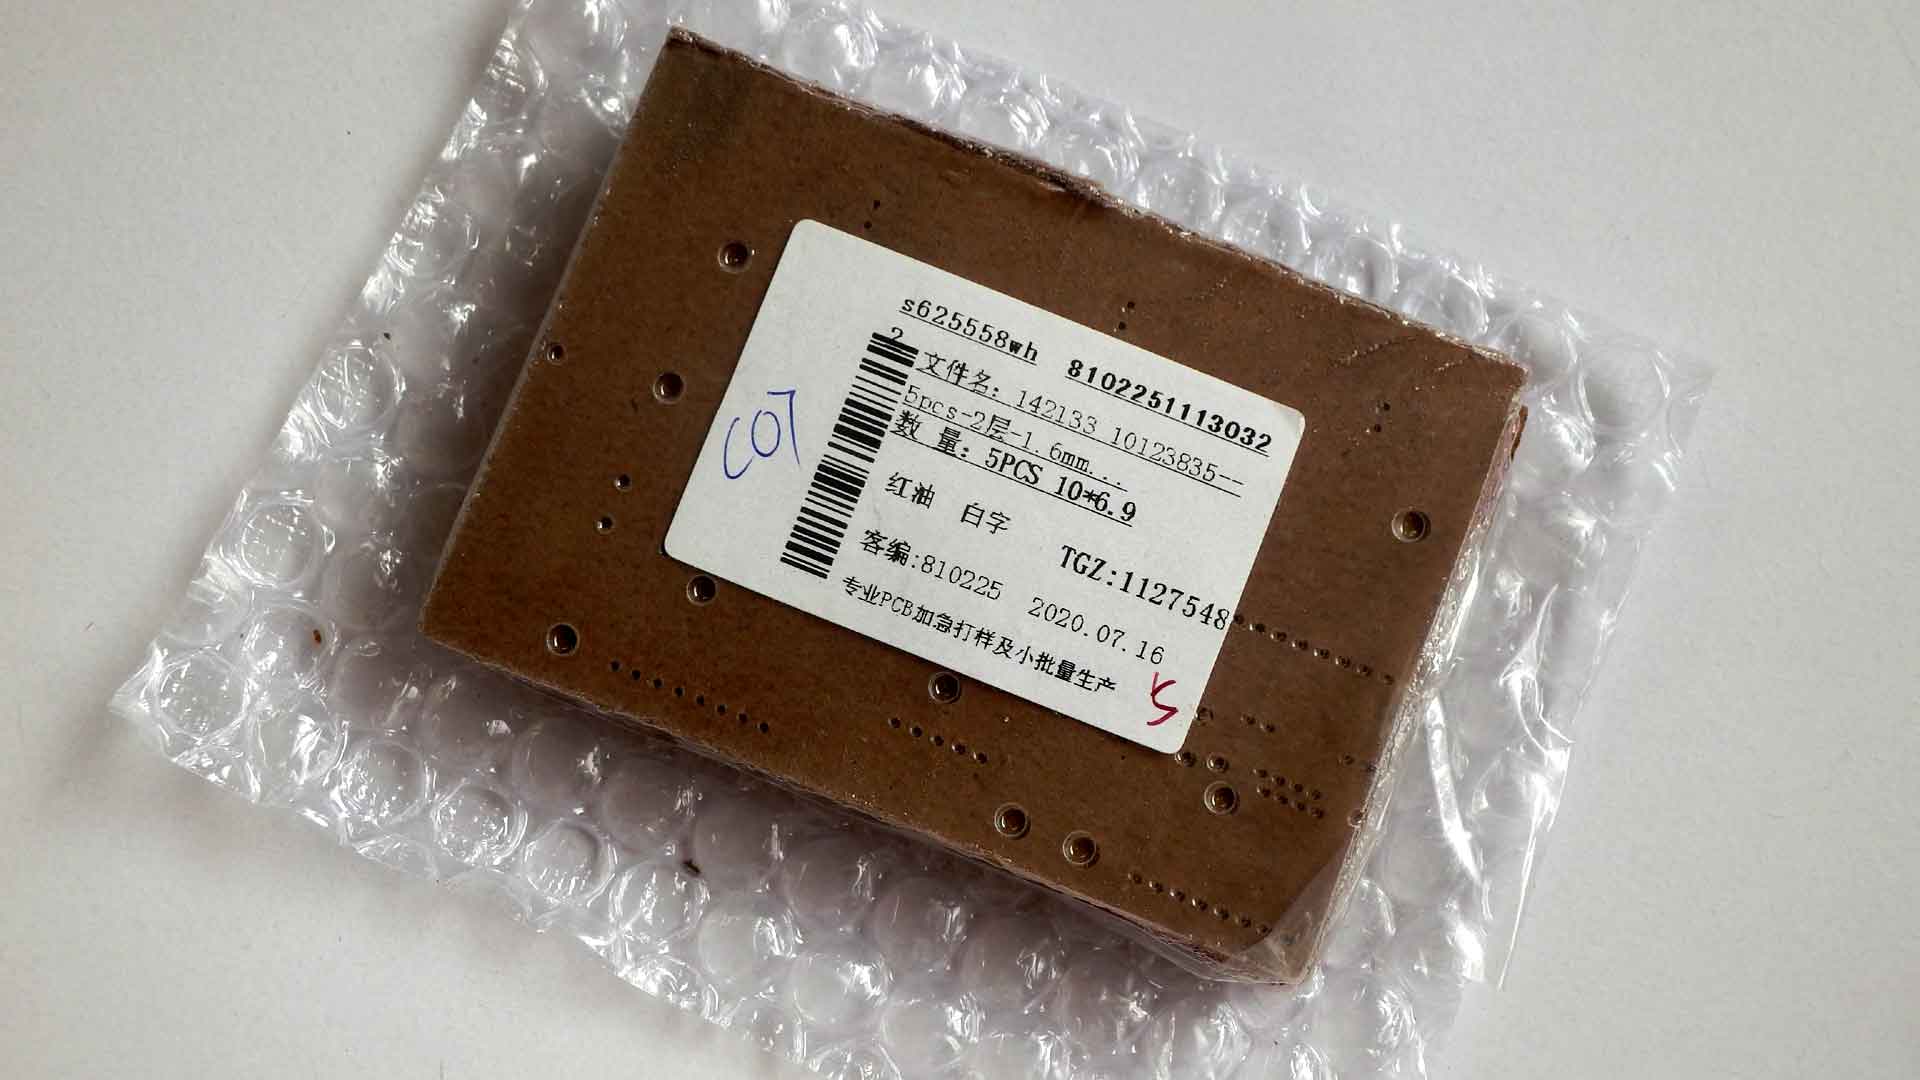 s625558wh 8102251113032
2
文件名: 142133_10123835--
5pcs-2层-1.6mm...
数 量: 5PCS 10*6.9
红油 白字
TGZ:1127548
客编:810225 2020.07.16
专业PCB加急打样及小批量生产
C07
5